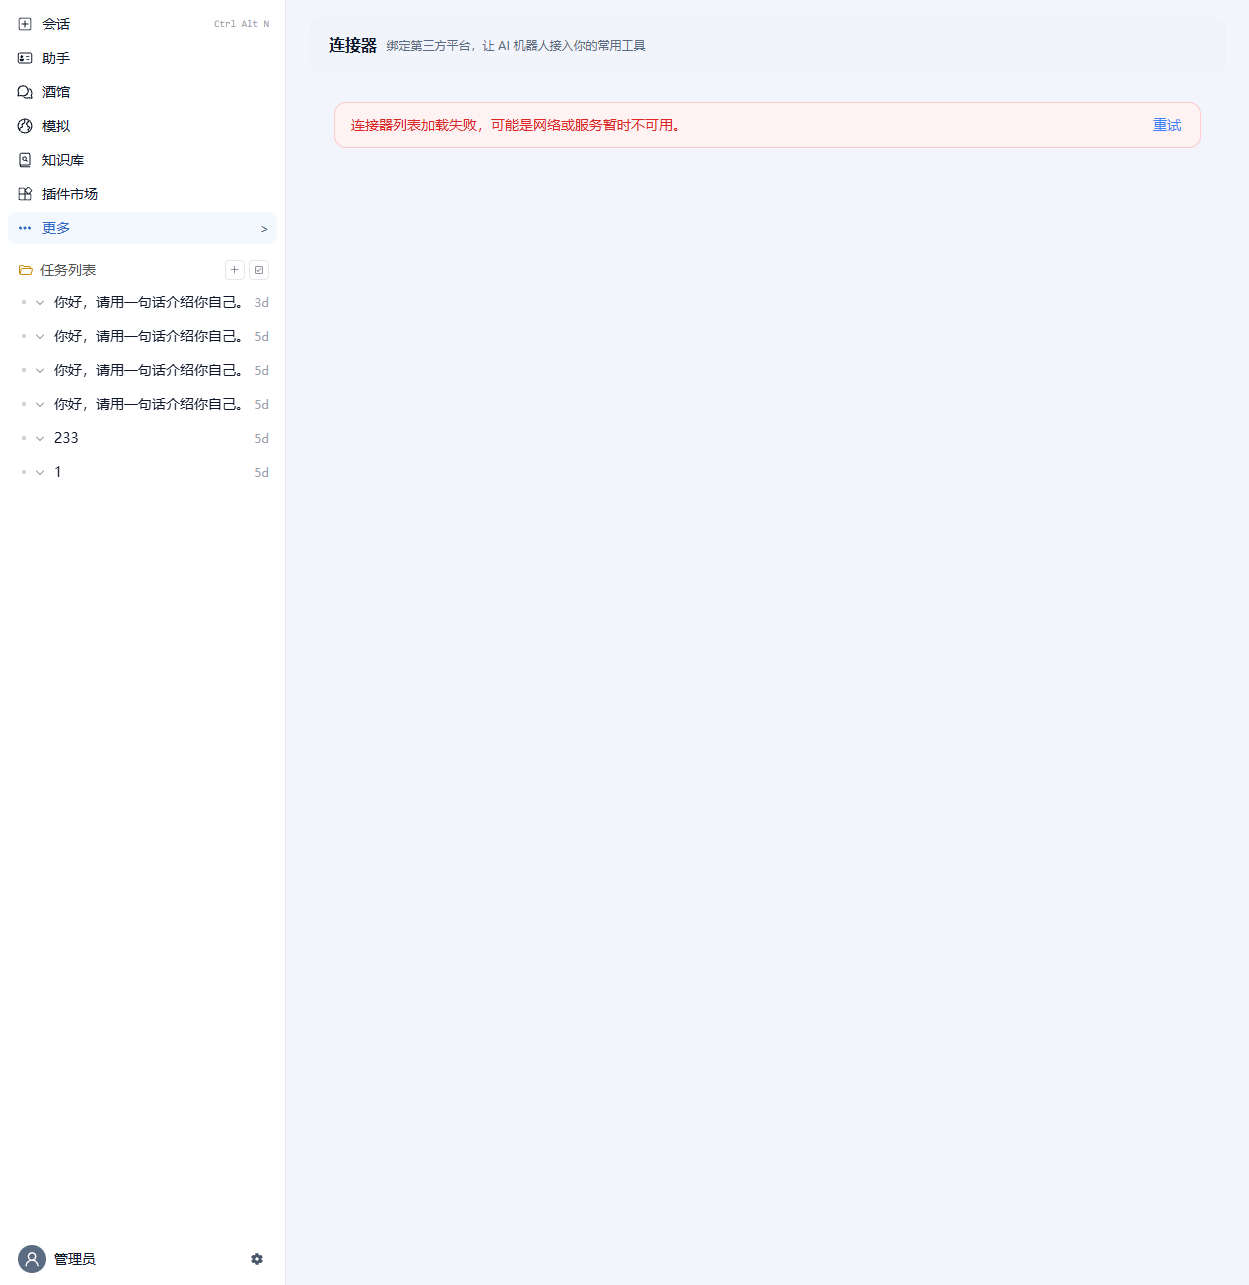 会话 Ctrl Alt N
助手
酒馆
模拟
知识库
插件市场
更多 >
任务列表
你好，请用一句话介绍你自己。 3d
你好，请用一句话介绍你自己。 5d
你好，请用一句话介绍你自己。 5d
你好，请用一句话介绍你自己。 5d
233 5d
1 5d
管理员
连接器 绑定第三方平台，让 AI 机器人接入你的常用工具
连接器列表加载失败，可能是网络或服务暂时不可用。 重试